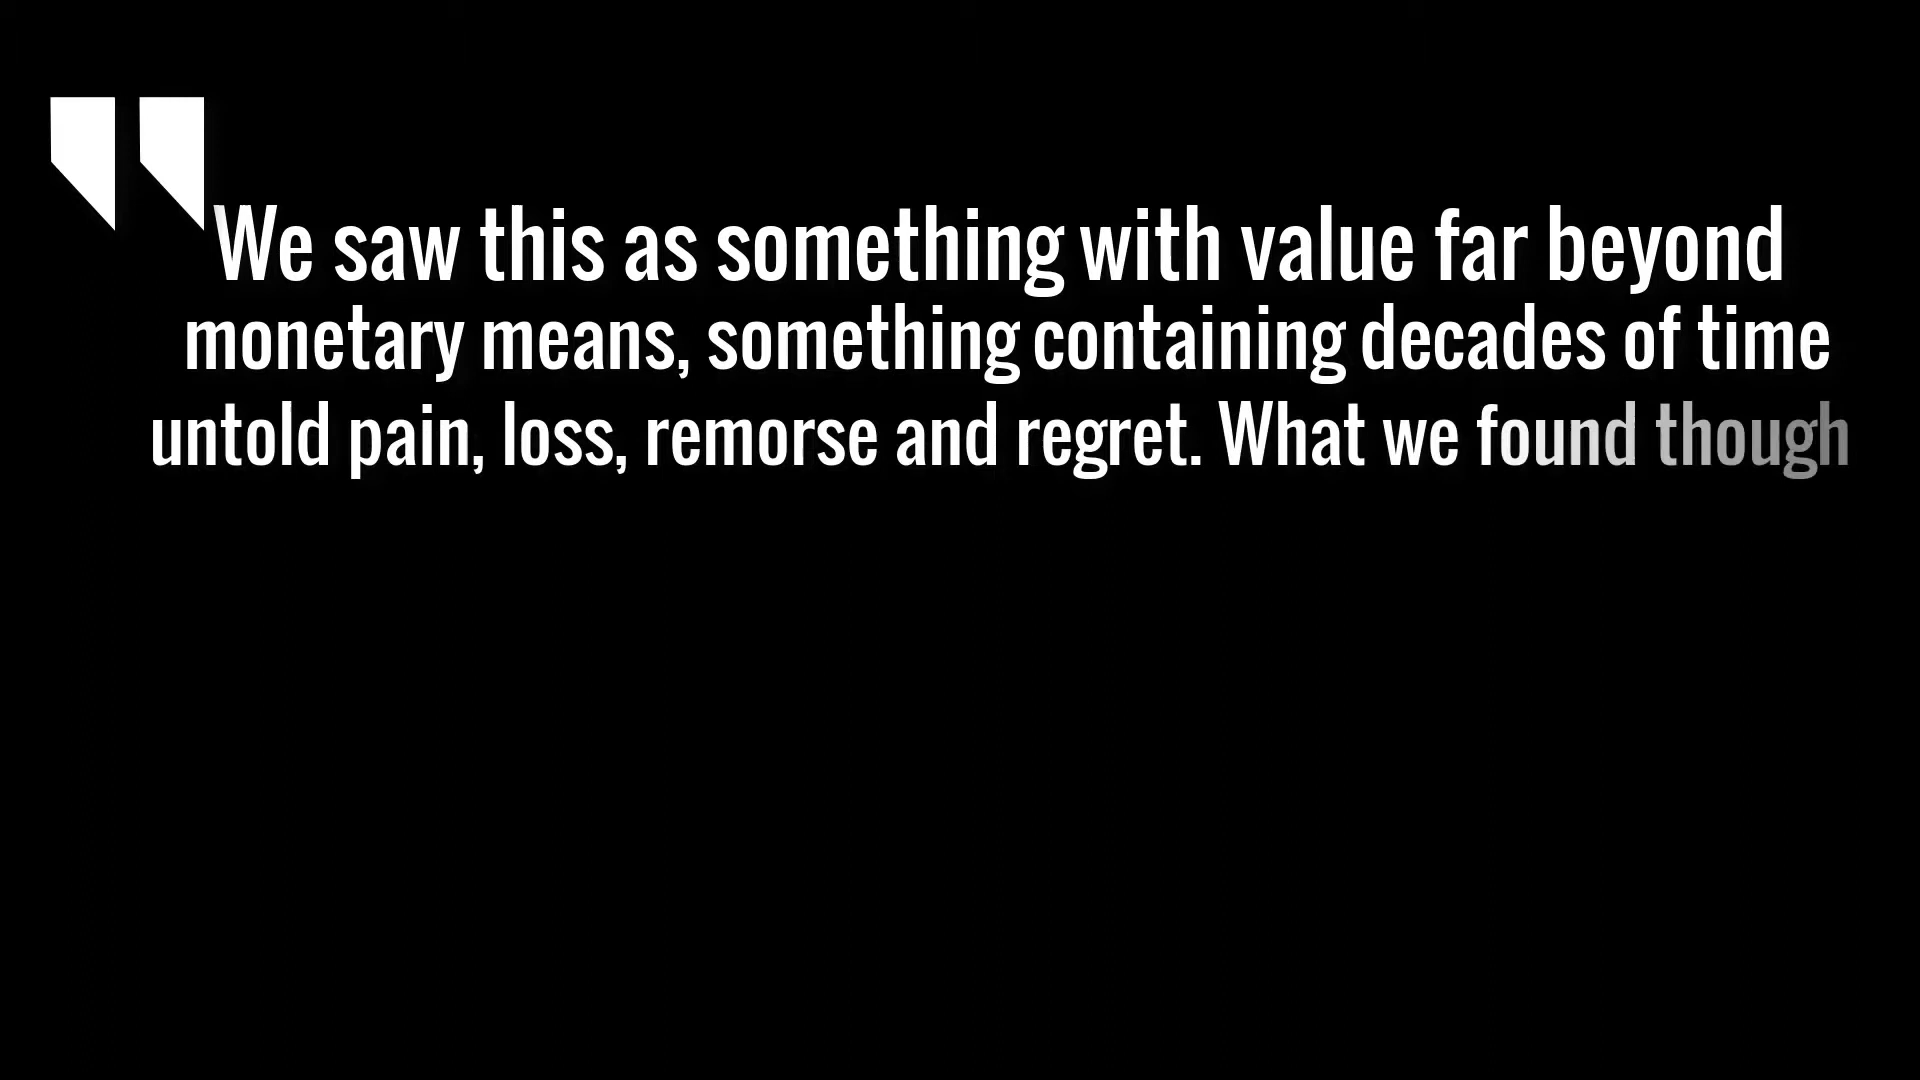 "We saw this as something with value far beyond
monetary means, something containing decades of time
untold pain, loss, remorse and regret. What we found though